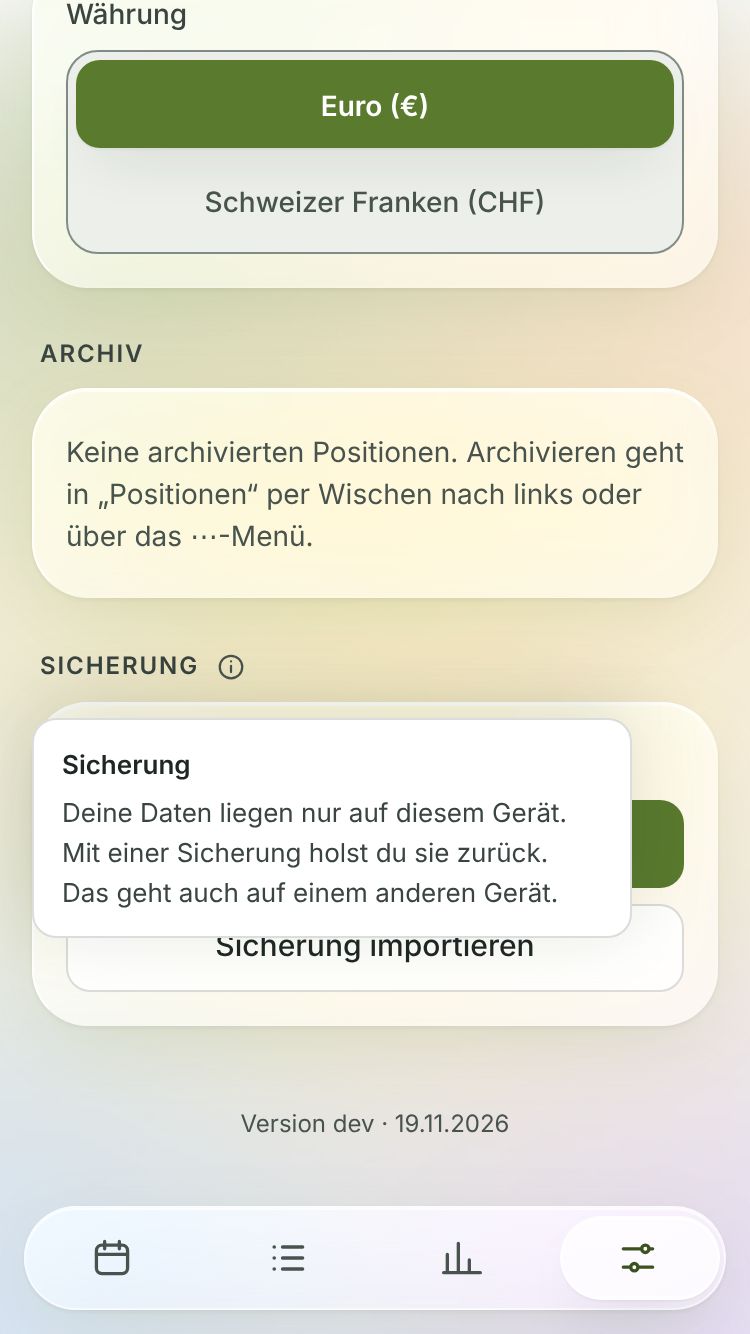 Währung
Euro (€)
Schweizer Franken (CHF)
ARCHIV
Keine archivierten Positionen. Archivieren geht
in „Positionen“ per Wischen nach links oder
über das ···-Menü.
SICHERUNG
Sicherung
Deine Daten liegen nur auf diesem Gerät.
Mit einer Sicherung holst du sie zurück.
Das geht auch auf einem anderen Gerät.
Sicherung importieren
Version dev · 19.11.2026